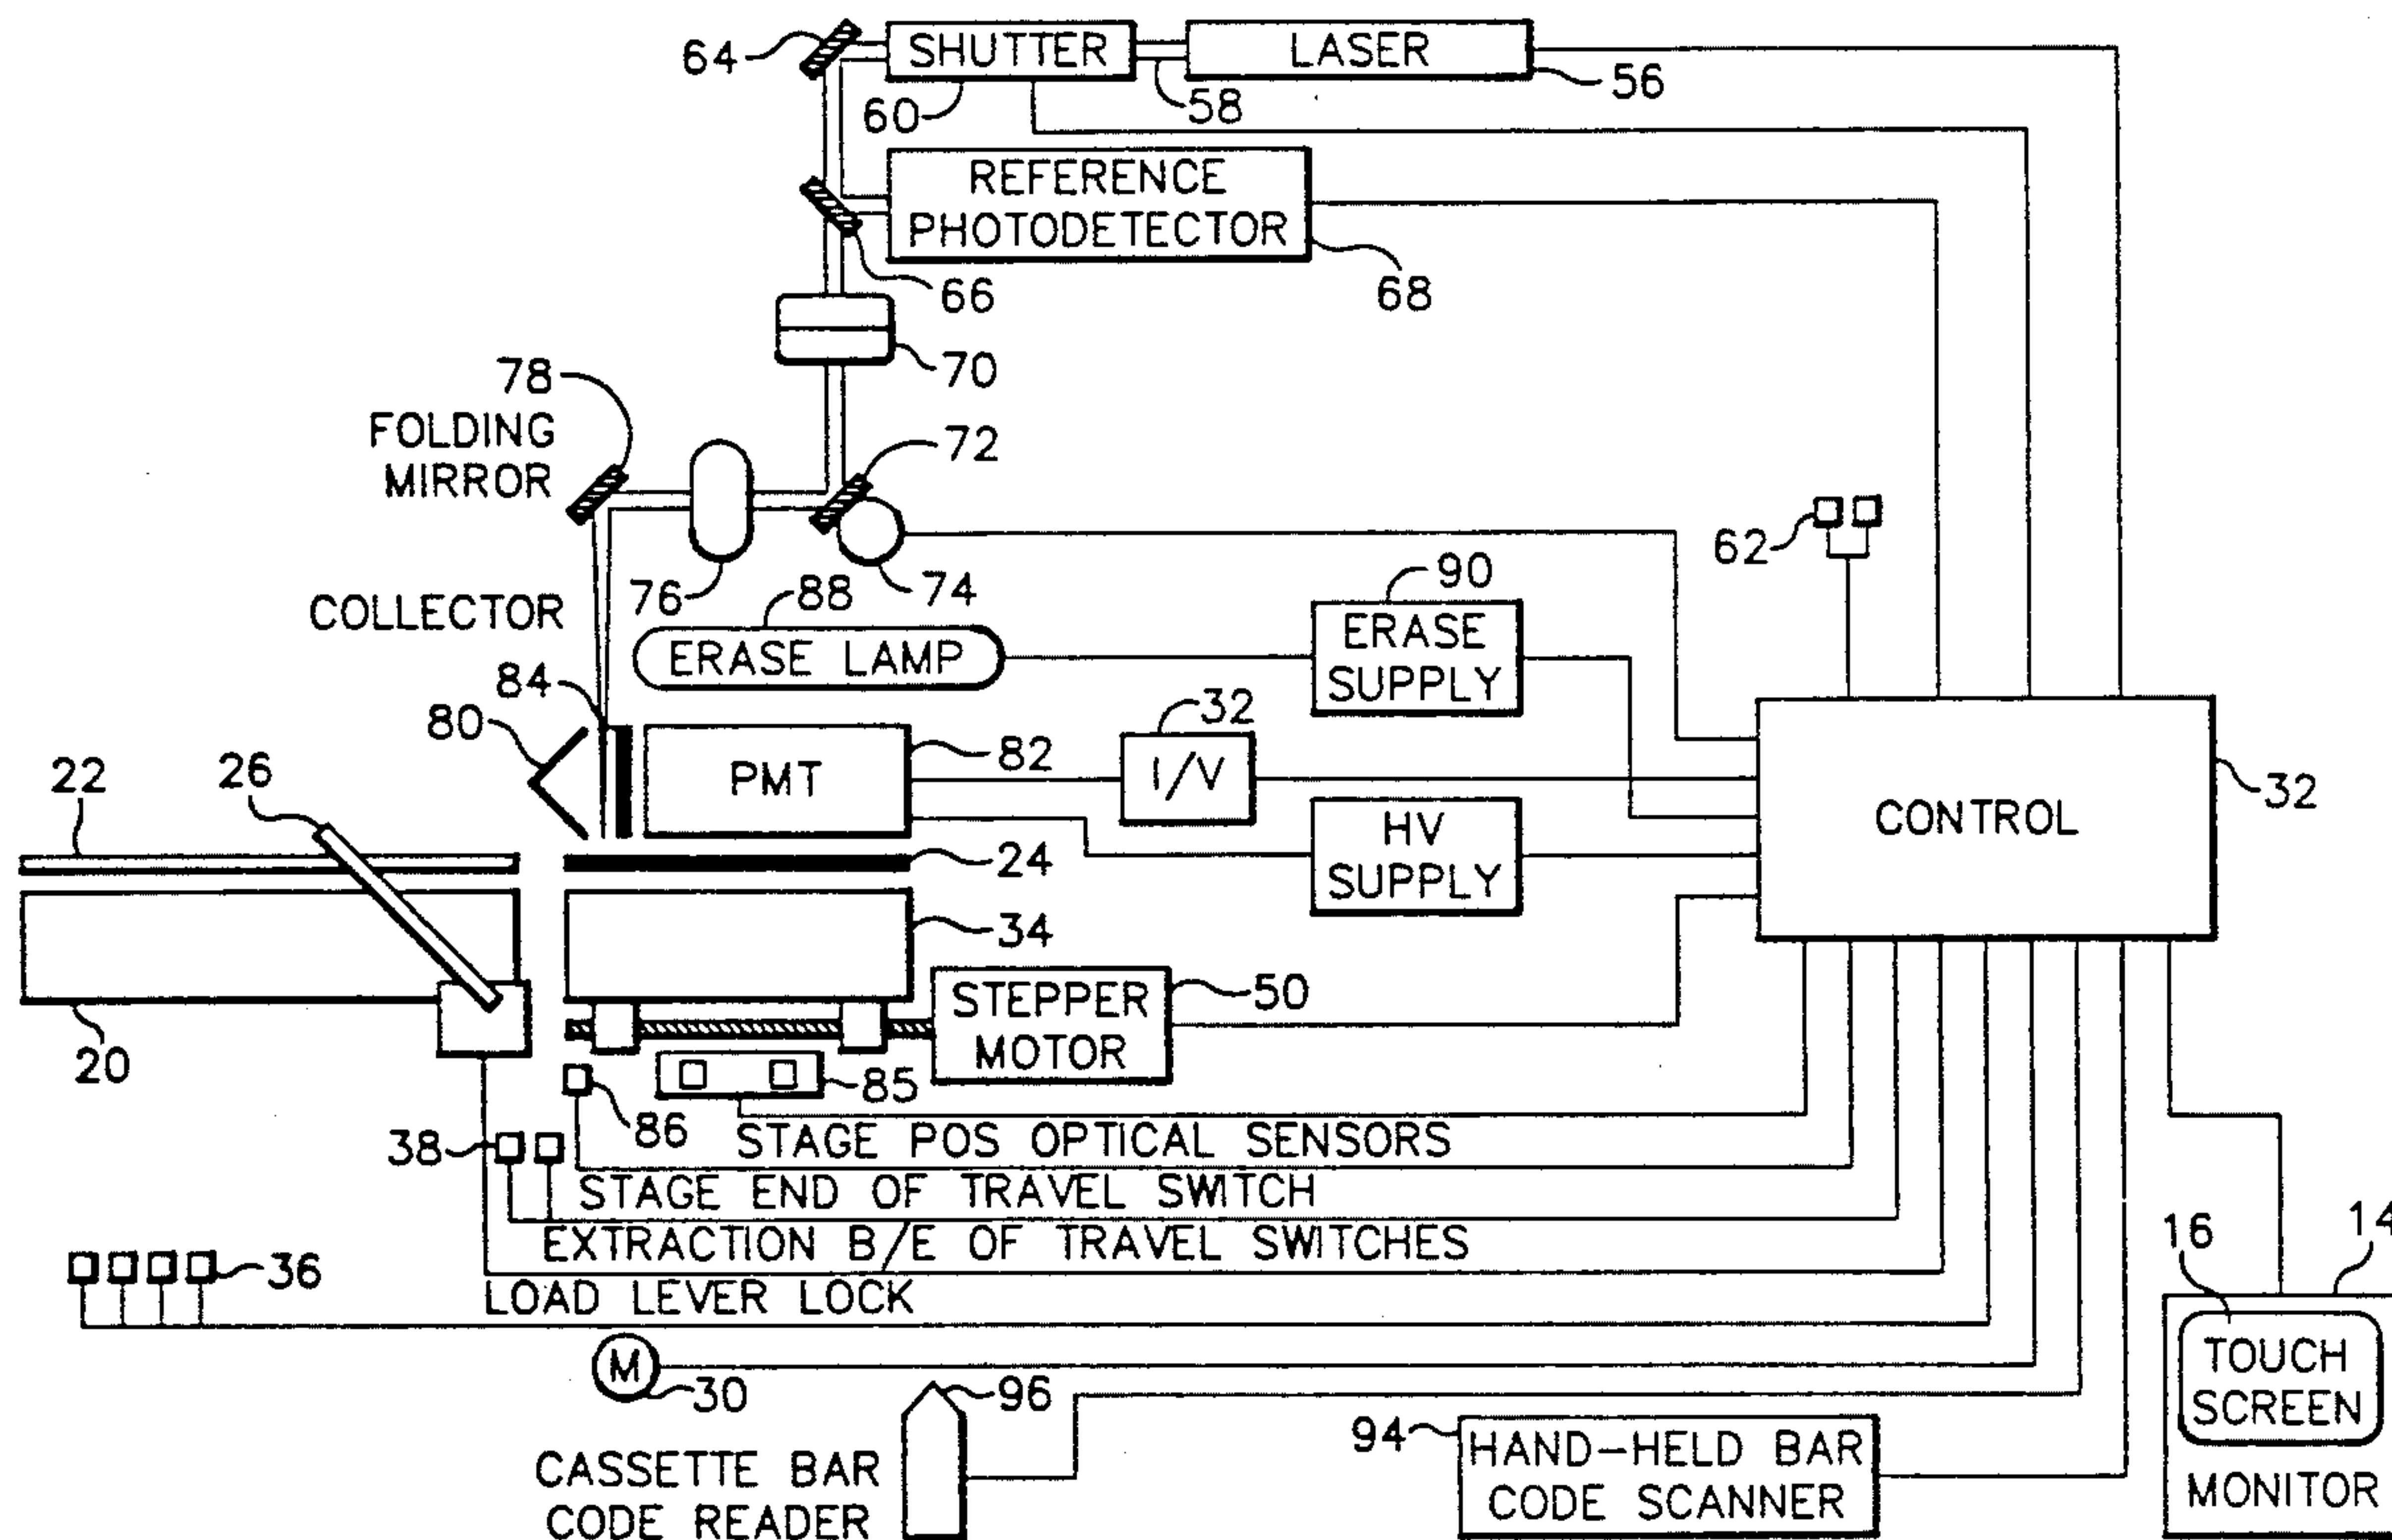 64
SHUTTER
LASER
60
58
56
REFERENCE
PHOTODETECTOR
66
68
70
78
FOLDING
MIRROR
72
62
76
74
COLLECTOR
88
ERASE LAMP
90
ERASE
SUPPLY
84
80
PMT
82
32
I/V
CONTROL
32
22
26
24
HV
SUPPLY
34
20
STEPPER
MOTOR
50
86
85
38
STAGE POS OPTICAL SENSORS
STAGE END OF TRAVEL SWITCH
EXTRACTION B/E OF TRAVEL SWITCHES
36
LOAD LEVER LOCK
M
30
96
CASSETTE BAR
CODE READER
94
HAND-HELD BAR
CODE SCANNER
16
14
TOUCH
SCREEN
MONITOR